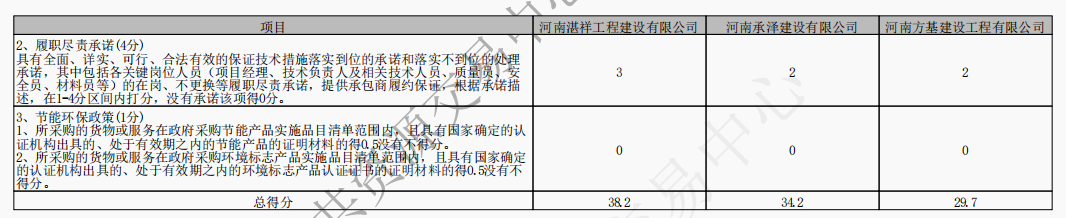 项目 河南湛祥工程建设有限公司 河南承泽建设有限公司 河南方基建设工程有限公司
2、履职尽责承诺(4分)
具有全面、详实、可行、合法有效的保证技术措施落实到位的承诺和落实不到位的处理
承诺，其中包括各关键岗位人员（项目经理、技术负责人及相关技术人员、质量员、安
全员、材料员等）的在岗、不更换等履职尽责承诺，提供承包商履约保证，根据承诺描
述，在1-4分区间内打分，没有承诺该项得0分。
3 2 2
3、节能环保政策(1分)
1、所采购的货物或服务在政府采购节能产品实施品目清单范围内，且具有国家确定的认
证机构出具的、处于有效期之内的节能产品的证明材料的得0.5没有不得分。
2、所采购的货物或服务在政府采购环境标志产品实施品目清单范围内，且具有国家确定
的认证机构出具的、处于有效期之内的环境标志产品认证证书的证明材料的得0.5没有不
得分。
0 0 0
总得分 38.2 34.2 29.7
共资源交易中心
易中心